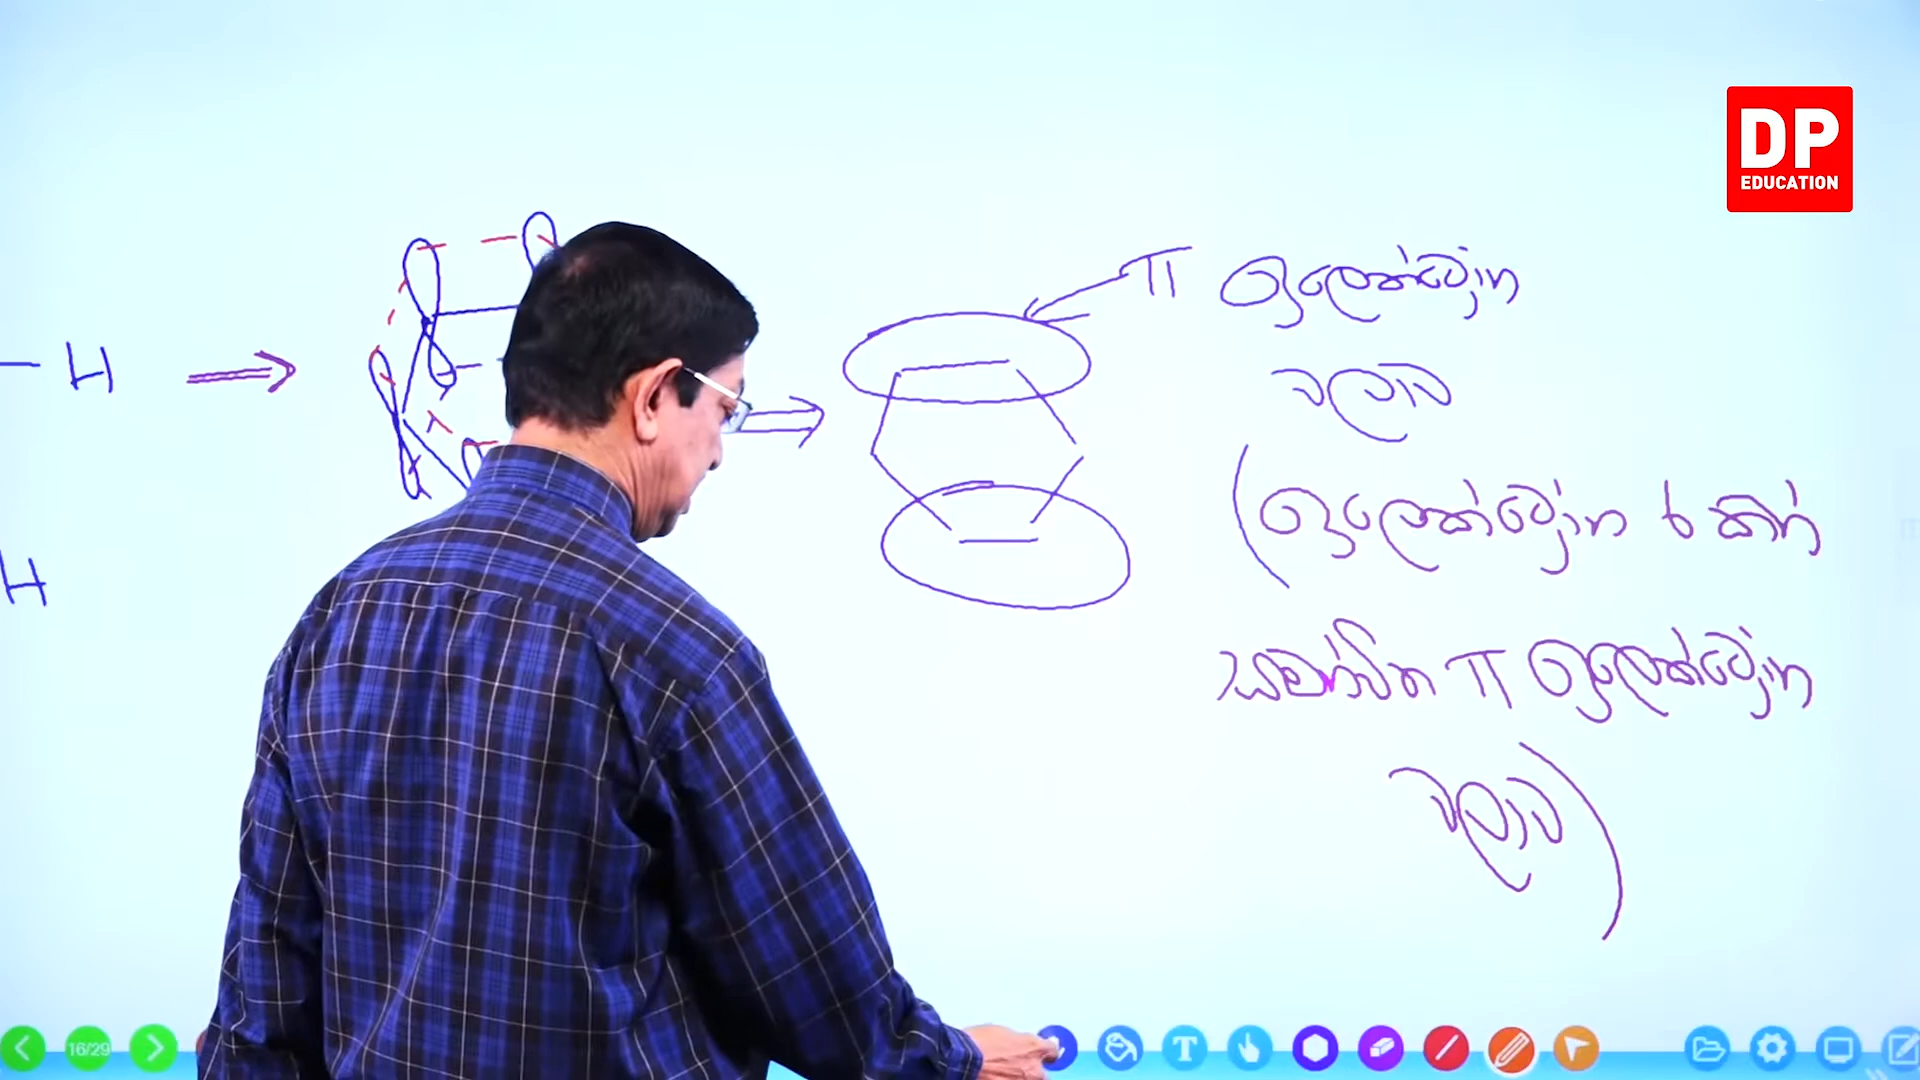 DP
EDUCATION
π ඉලෙක්ට්‍රෝන
වලාව
(ඉලෙක්ට්‍රෝන 6 කින්
සමන්විත π ඉලෙක්ට්‍රෝන
වලාව)
H
H
16/29
T